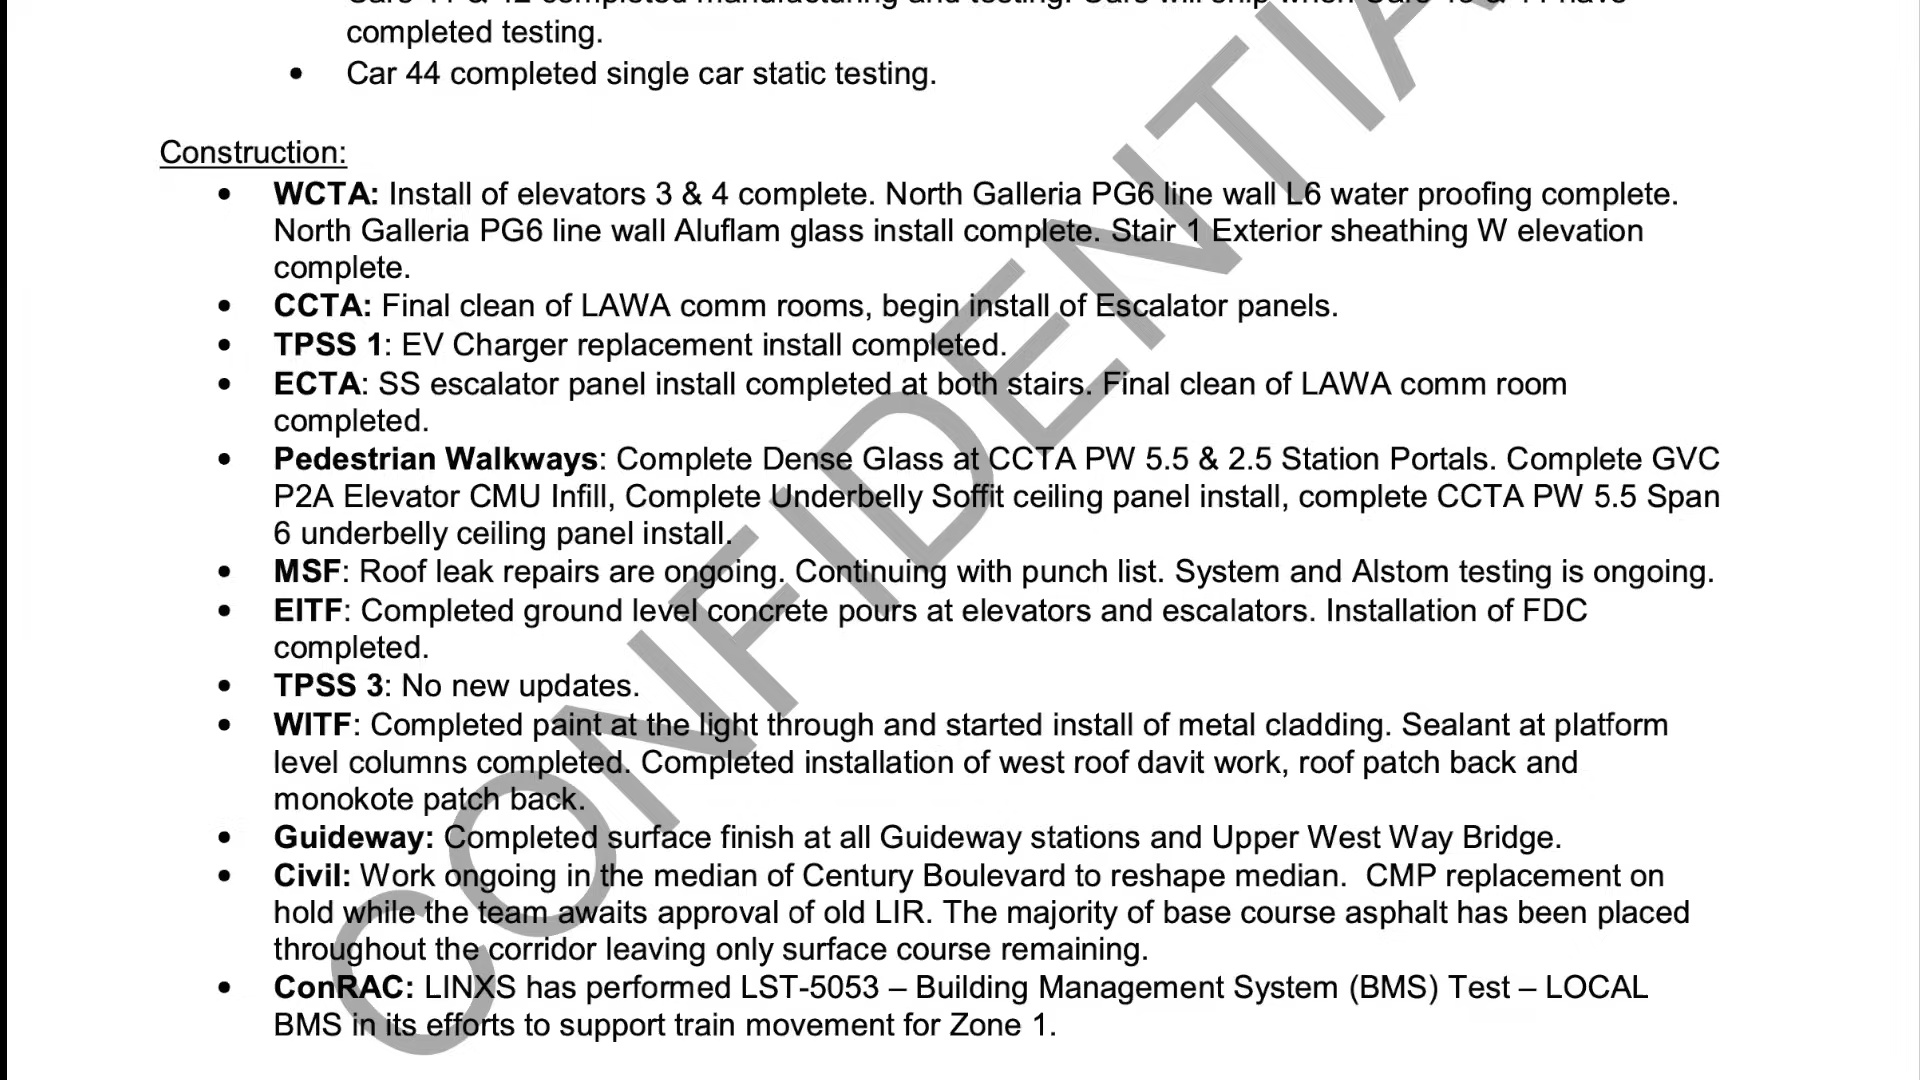 completed testing.
• Car 44 completed single car static testing.
Construction:
• WCTA: Install of elevators 3 & 4 complete. North Galleria PG6 line wall L6 water proofing complete.
North Galleria PG6 line wall Aluflam glass install complete. Stair 1 Exterior sheathing W elevation
complete.
• CCTA: Final clean of LAWA comm rooms, begin install of Escalator panels.
• TPSS 1: EV Charger replacement install completed.
• ECTA: SS escalator panel install completed at both stairs. Final clean of LAWA comm room
completed.
• Pedestrian Walkways: Complete Dense Glass at CCTA PW 5.5 & 2.5 Station Portals. Complete GVC
P2A Elevator CMU Infill, Complete Underbelly Soffit ceiling panel install, complete CCTA PW 5.5 Span
6 underbelly ceiling panel install.
• MSF: Roof leak repairs are ongoing. Continuing with punch list. System and Alstom testing is ongoing.
• EITF: Completed ground level concrete pours at elevators and escalators. Installation of FDC
completed.
• TPSS 3: No new updates.
• WITF: Completed paint at the light through and started install of metal cladding. Sealant at platform
level columns completed. Completed installation of west roof davit work, roof patch back and
monokote patch back.
• Guideway: Completed surface finish at all Guideway stations and Upper West Way Bridge.
• Civil: Work ongoing in the median of Century Boulevard to reshape median.  CMP replacement on
hold while the team awaits approval of old LIR. The majority of base course asphalt has been placed
throughout the corridor leaving only surface course remaining.
• ConRAC: LINXS has performed LST-5053 – Building Management System (BMS) Test – LOCAL
BMS in its efforts to support train movement for Zone 1.
CONFIDENTIA